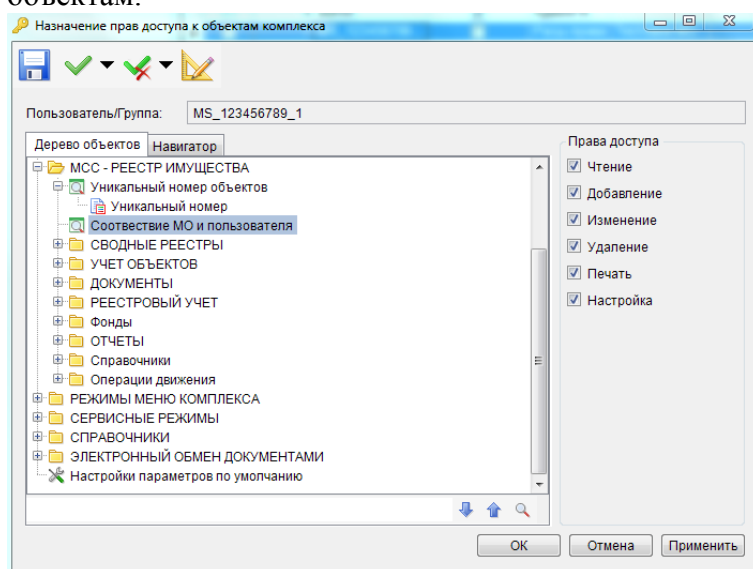 объектам.
Назначение прав доступа к объектам комплекса
Пользователь/Группа: MS_123456789_1
Дерево объектов Навигатор
МСС - РЕЕСТР ИМУЩЕСТВА
Уникальный номер объектов
Уникальный номер
Соотвествие МО и пользователя
СВОДНЫЕ РЕЕСТРЫ
УЧЕТ ОБЪЕКТОВ
ДОКУМЕНТЫ
РЕЕСТРОВЫЙ УЧЕТ
Фонды
ОТЧЕТЫ
Справочники
Операции движения
РЕЖИМЫ МЕНЮ КОМПЛЕКСА
СЕРВИСНЫЕ РЕЖИМЫ
СПРАВОЧНИКИ
ЭЛЕКТРОННЫЙ ОБМЕН ДОКУМЕНТАМИ
Настройки параметров по умолчанию
Права доступа
Чтение
Добавление
Изменение
Удаление
Печать
Настройка
ОК Отмена Применить